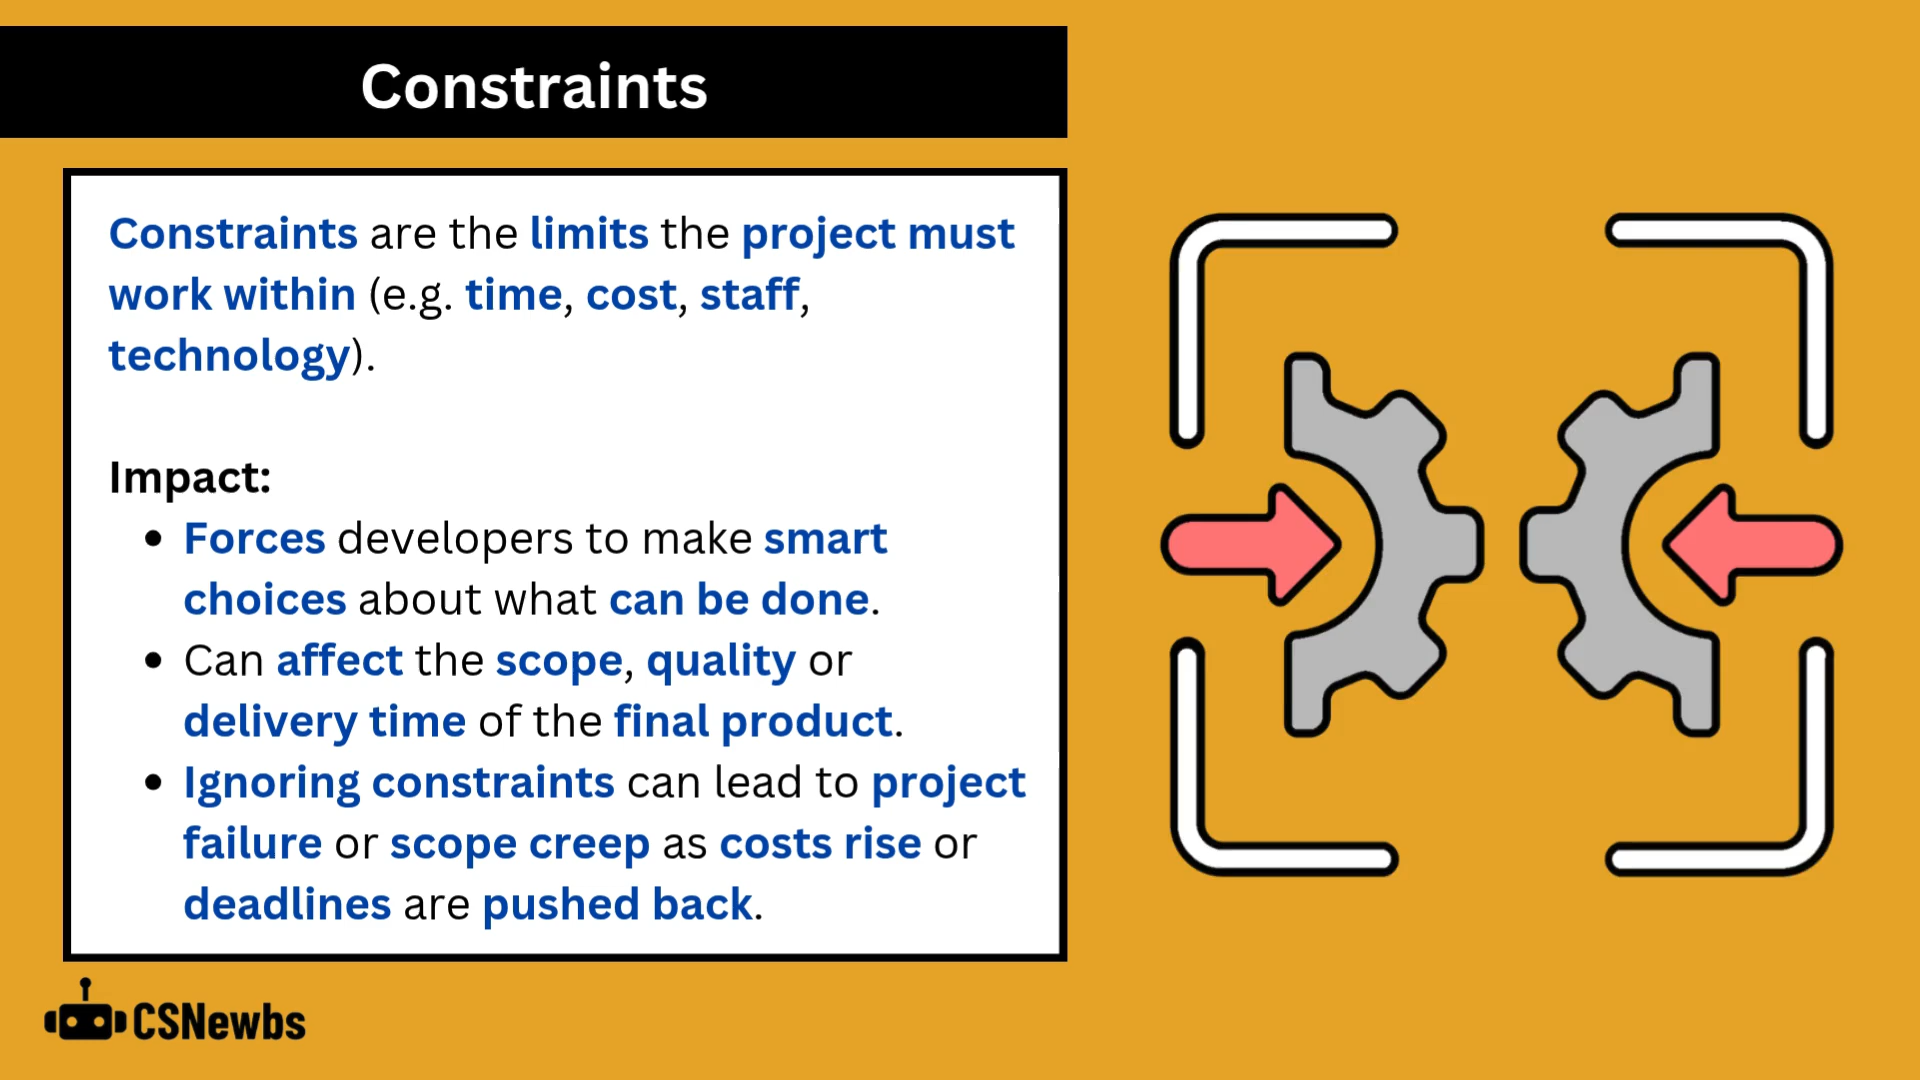 Constraints
Constraints are the limits the project must
work within (e.g. time, cost, staff,
technology).
Impact:
• Forces developers to make smart
choices about what can be done.
• Can affect the scope, quality or
delivery time of the final product.
• Ignoring constraints can lead to project
failure or scope creep as costs rise or
deadlines are pushed back.
CSNewbs